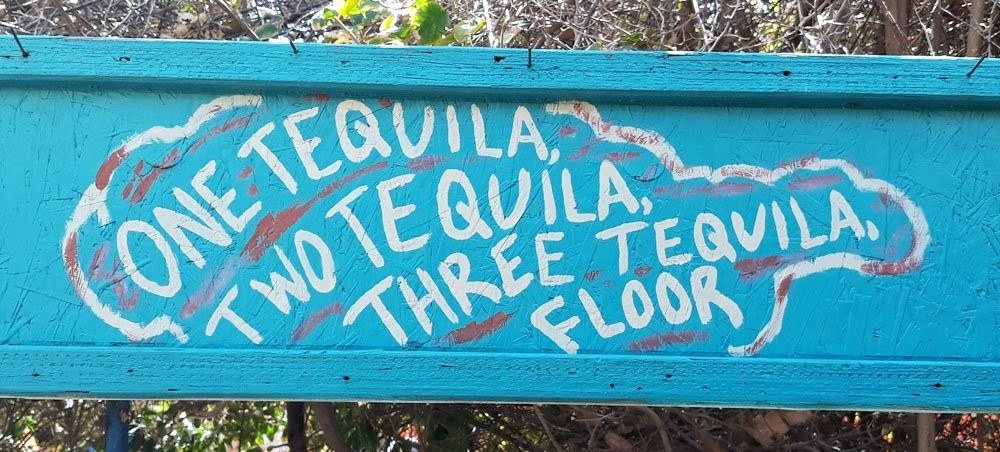 ONE TEQUILA,
TWO TEQUILA,
THREE TEQUILA,
FLOOR